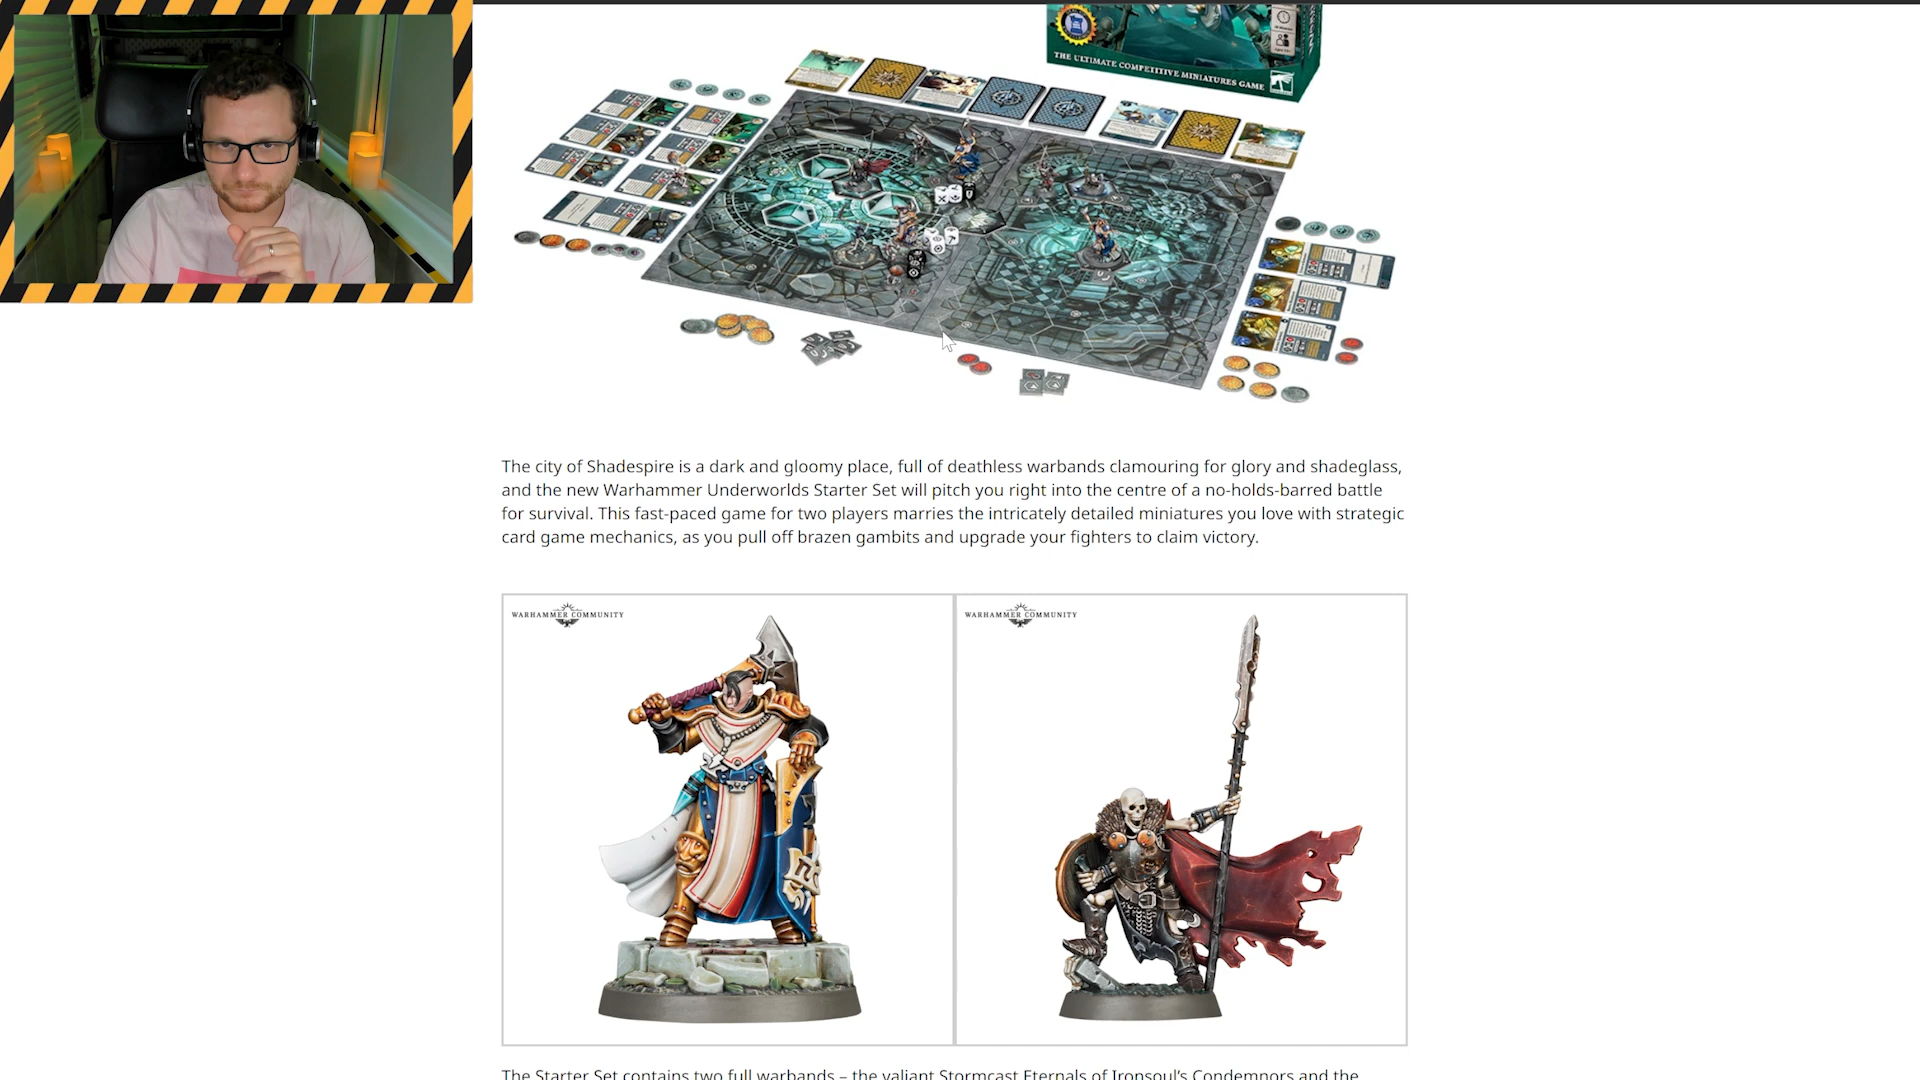 THE ULTIMATE COMPETITIVE MINIATURES GAME
The city of Shadespire is a dark and gloomy place, full of deathless warbands clamouring for glory and shadeglass,
and the new Warhammer Underworlds Starter Set will pitch you right into the centre of a no-holds-barred battle
for survival. This fast-paced game for two players marries the intricately detailed miniatures you love with strategic
card game mechanics, as you pull off brazen gambits and upgrade your fighters to claim victory.
WARHAMMER COMMUNITY
WARHAMMER COMMUNITY
The Starter Set contains two full warbands – the valiant Stormcast Eternals of Ironsoul's Condemnors and the